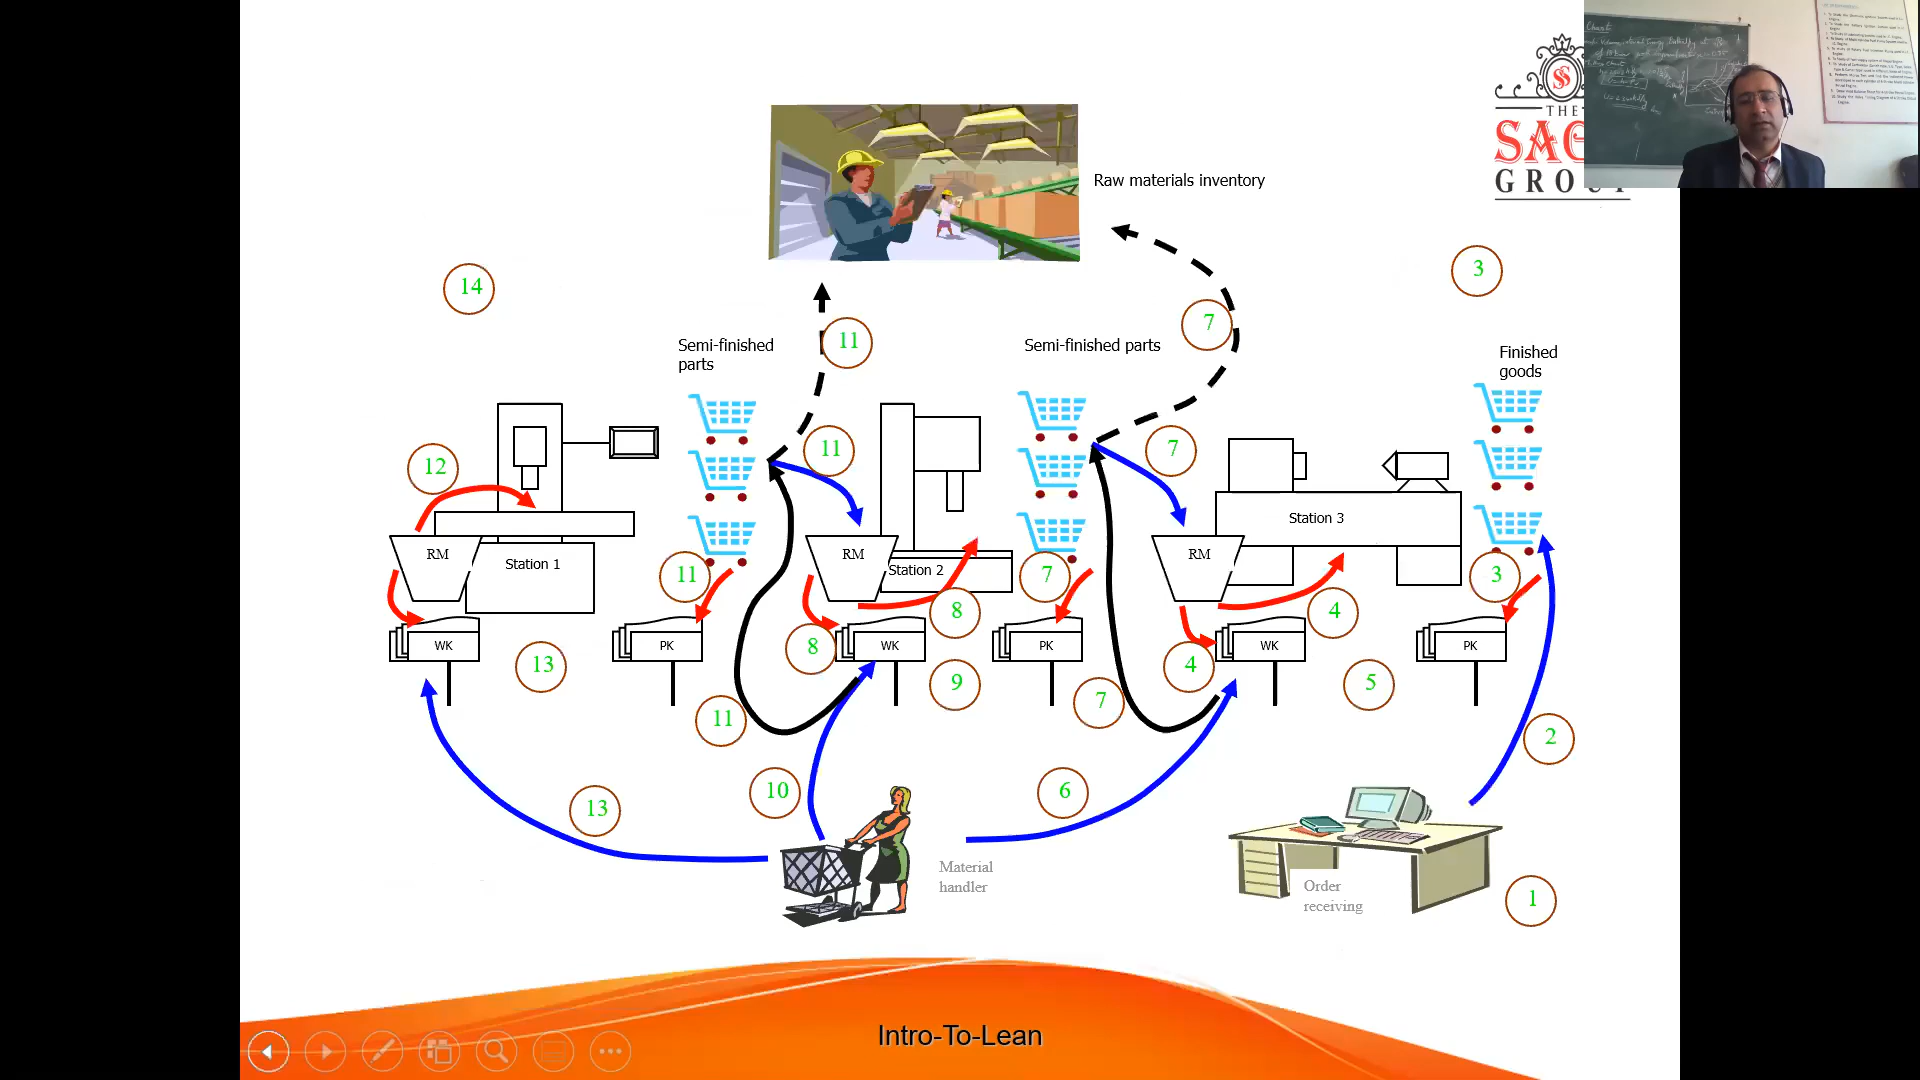 THE
GROU
Raw materials inventory
14
3
7
11
Semi-finished
parts
Semi-finished parts
Finished
goods
12
11
7
Station 3
RM
Station 1
RM
Station 2
RM
11
7
3
8
4
WK
PK
8
WK
PK
4
WK
PK
13
9
5
11
7
2
13
10
6
Material
handler
Order
receiving
1
Intro-To-Lean